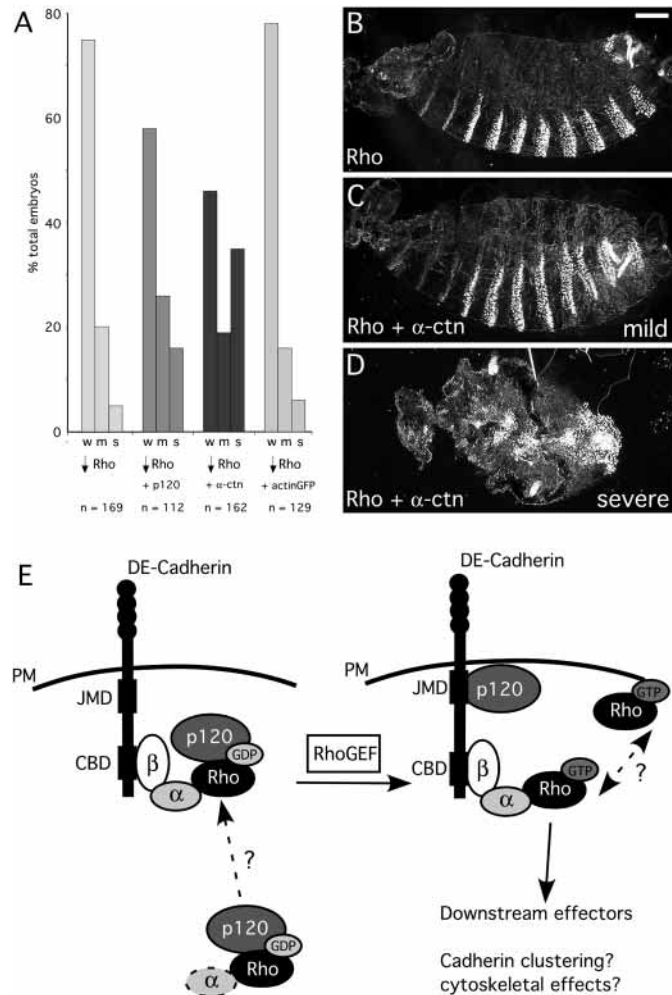 A
80
60
40
20
0
% total embryos
w m s w m s w m s w m s
↓ Rho ↓ Rho ↓ Rho ↓ Rho
+ p120 + α-ctn + actinGFP
n = 169 n = 112 n = 162 n = 129
B
Rho
C
Rho + α-ctn mild
D
Rho + α-ctn severe
E
DE-Cadherin
PM
JMD
CBD
β
α
p120
GDP
Rho
?
p120
GDP
Rho
α
RhoGEF
DE-Cadherin
PM
JMD
p120
GTP
Rho
CBD
β
α
Rho
GTP
?
Downstream effectors
Cadherin clustering?
cytoskeletal effects?